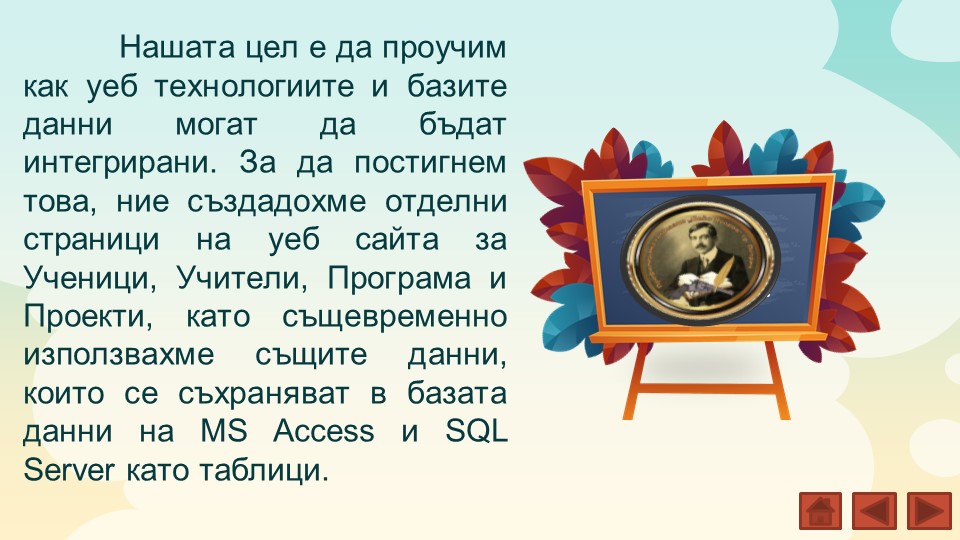 Нашата цел е да проучим
как уеб технологиите и базите
данни могат да бъдат
интегрирани. За да постигнем
това, ние създадохме отделни
страници на уеб сайта за
Ученици, Учители, Програма и
Проекти, като същевременно
използвахме същите данни,
които се съхраняват в базата
данни на MS Access и SQL
Server като таблици.